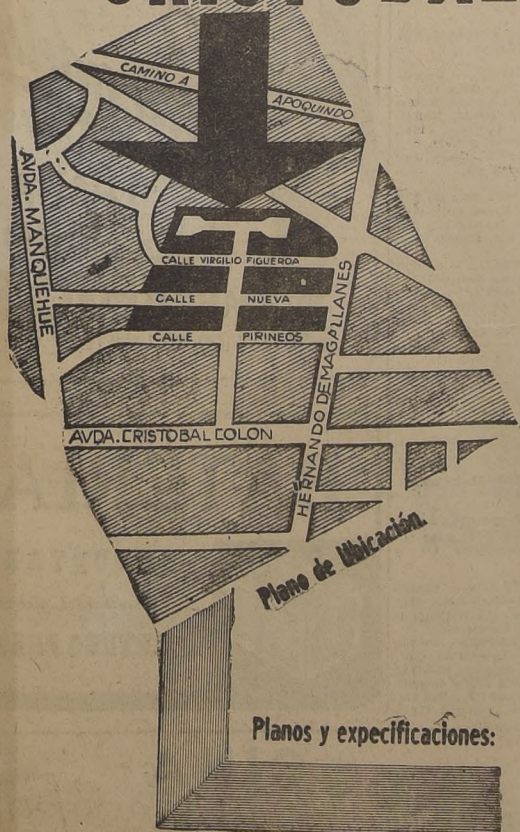 CAMINO A
APOQUINDO
AVDA. MANQUEHUE
CALLE VIRGILIO FIGUEROA
CALLE NUEVA
CALLE PIRINEOS
HERNANDO DE MAGALLANES
AVDA. CRISTOBAL COLON
Plano de Ubicación.
Planos y expecificaciones: